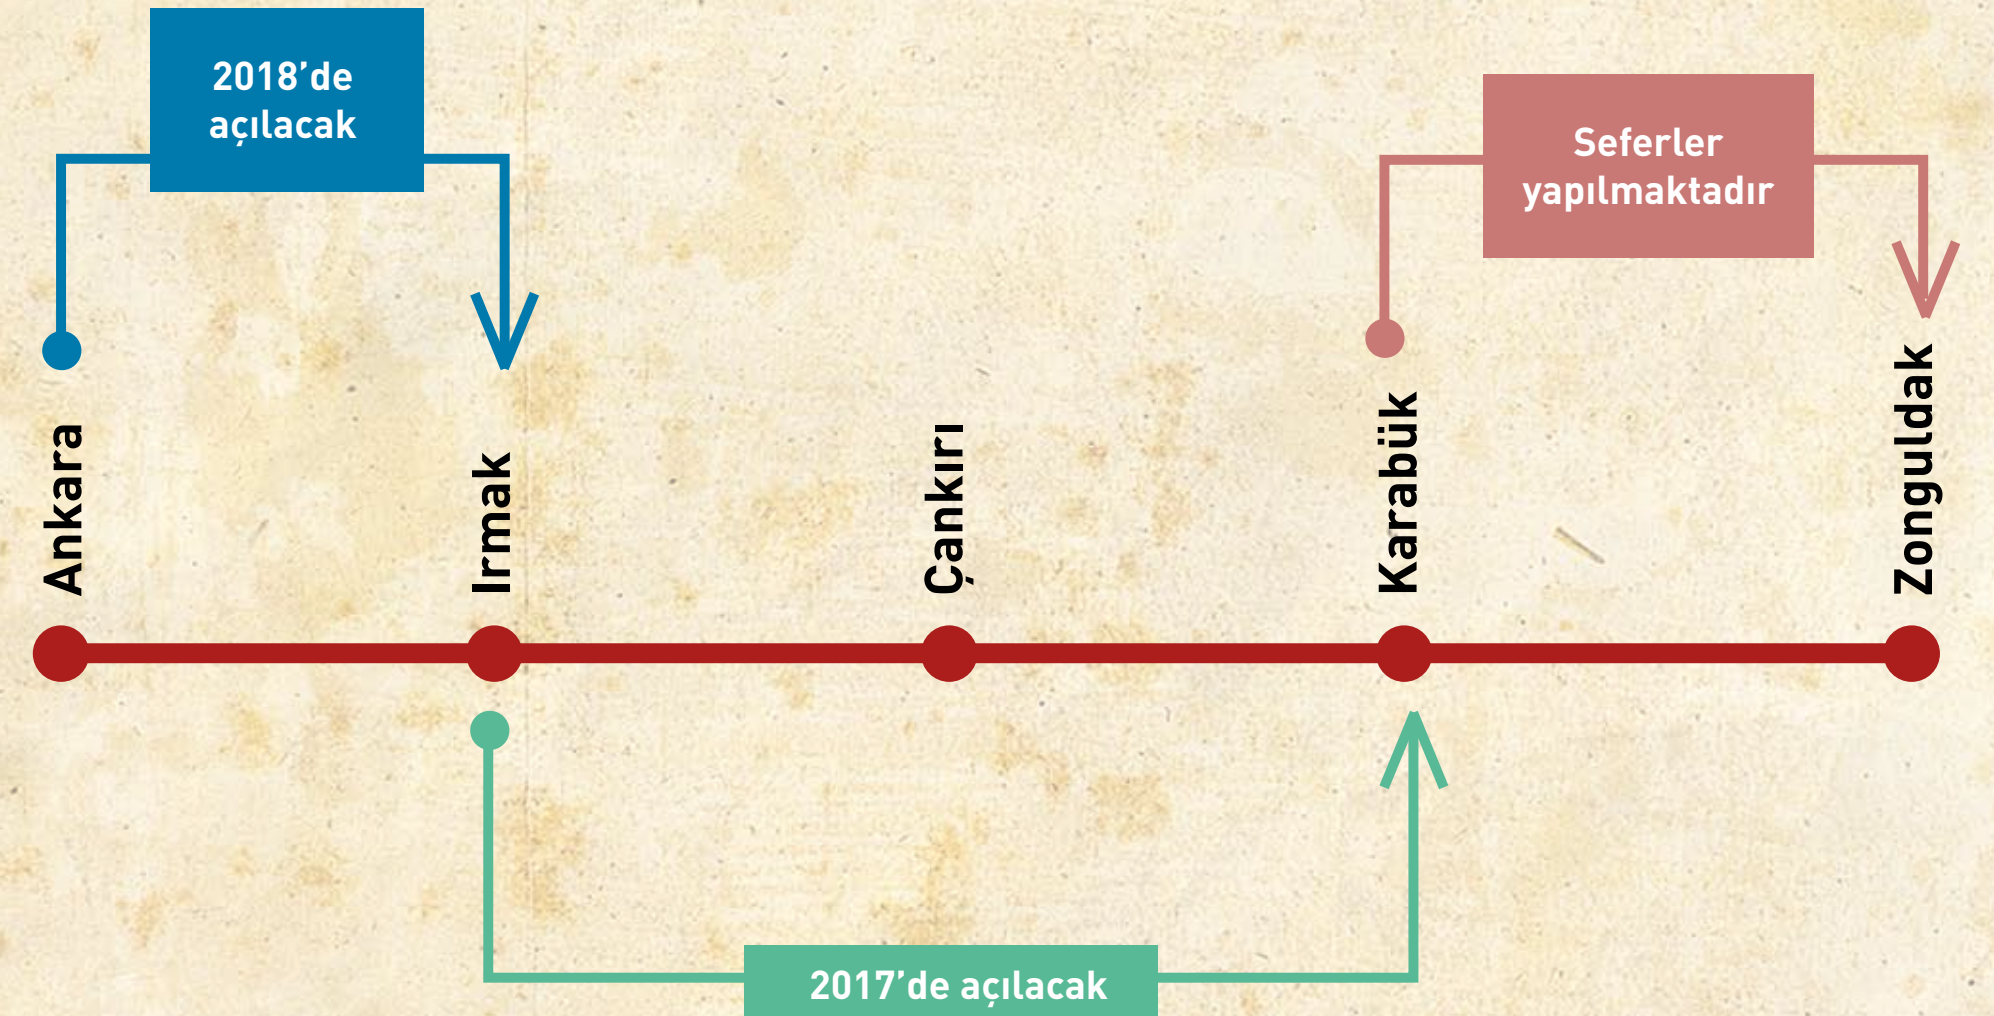 2018’de
açılacak
Seferler
yapılmaktadır
Ankara
Irmak
Çankırı
Karabük
Zonguldak
2017’de açılacak